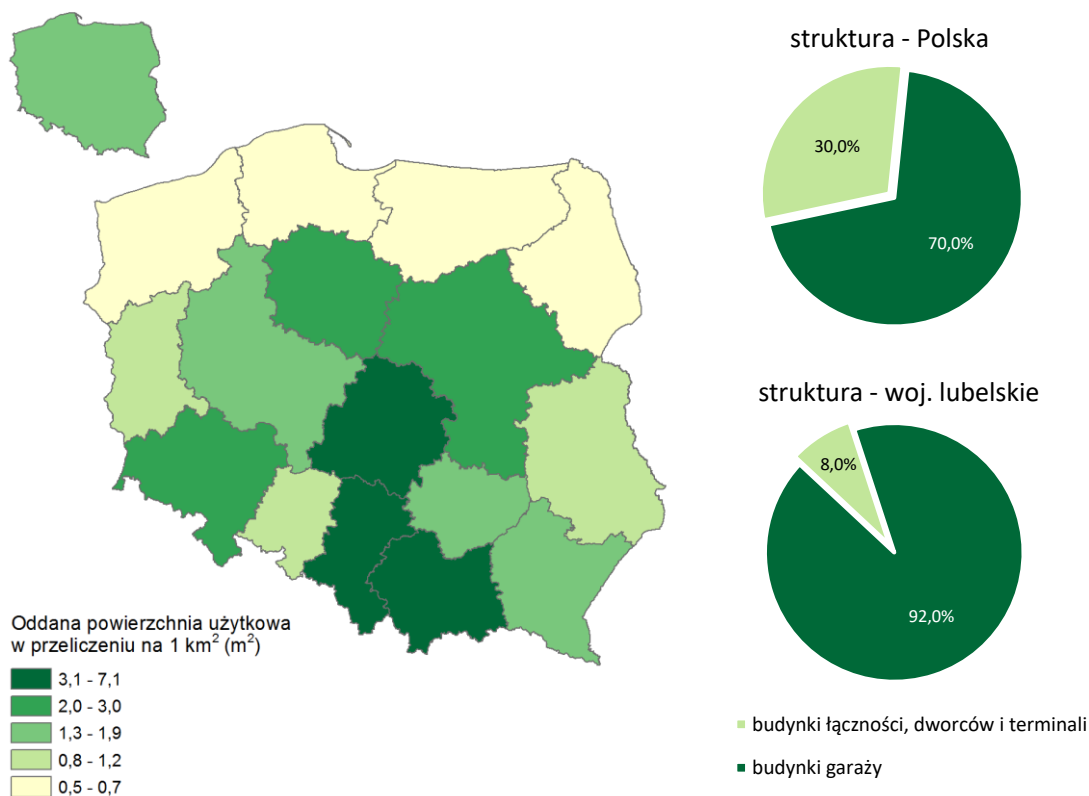 struktura - Polska
30,0%
70,0%
struktura - woj. lubelskie
8,0%
92,0%
Oddana powierzchnia użytkowa
w przeliczeniu na 1 km² (m²)
3,1 - 7,1
2,0 - 3,0
1,3 - 1,9
0,8 - 1,2
0,5 - 0,7
budynki łączności, dworców i terminali
budynki garaży